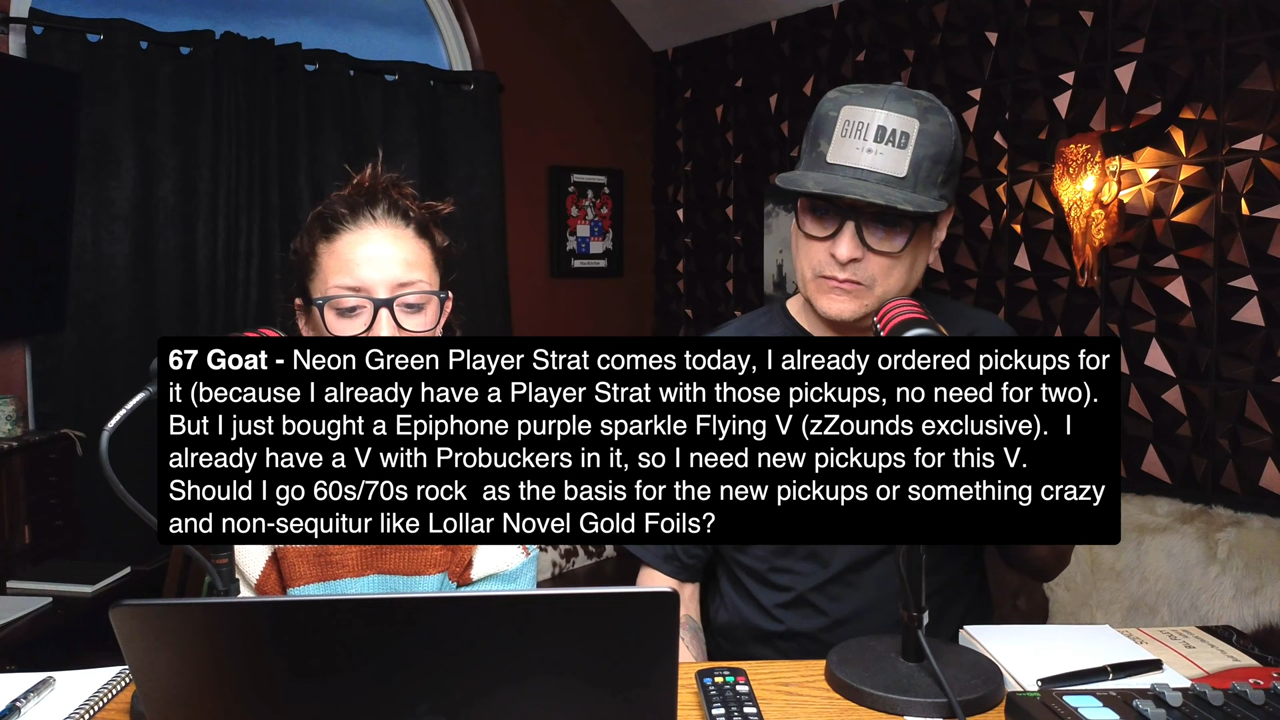 GIRL DAD
67 Goat - Neon Green Player Strat comes today, I already ordered pickups for
it (because I already have a Player Strat with those pickups, no need for two).
But I just bought a Epiphone purple sparkle Flying V (zZounds exclusive).  I
already have a V with Probuckers in it, so I need new pickups for this V.
Should I go 60s/70s rock  as the basis for the new pickups or something crazy
and non-sequitur like Lollar Novel Gold Foils?